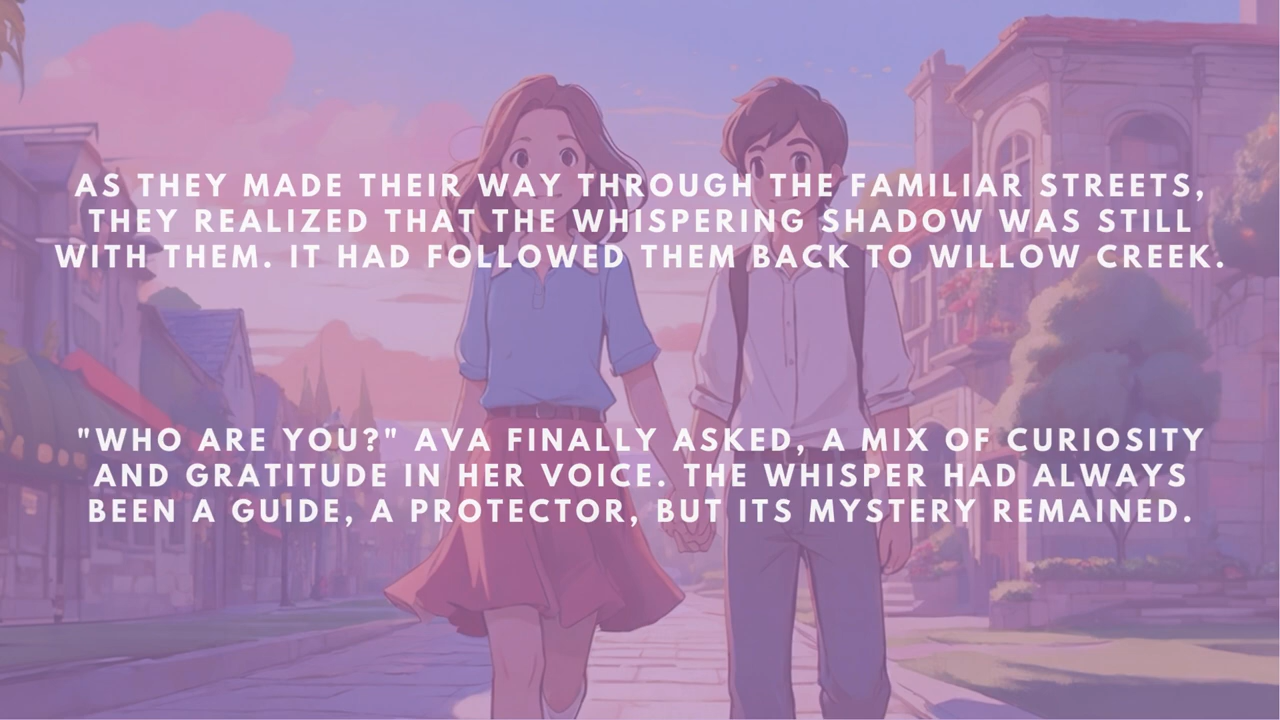 AS THEY MADE THEIR WAY THROUGH THE FAMILIAR STREETS,
THEY REALIZED THAT THE WHISPERING SHADOW WAS STILL
WITH THEM. IT HAD FOLLOWED THEM BACK TO WILLOW CREEK.
"WHO ARE YOU?" AVA FINALLY ASKED, A MIX OF CURIOSITY
AND GRATITUDE IN HER VOICE. THE WHISPER HAD ALWAYS
BEEN A GUIDE, A PROTECTOR, BUT ITS MYSTERY REMAINED.